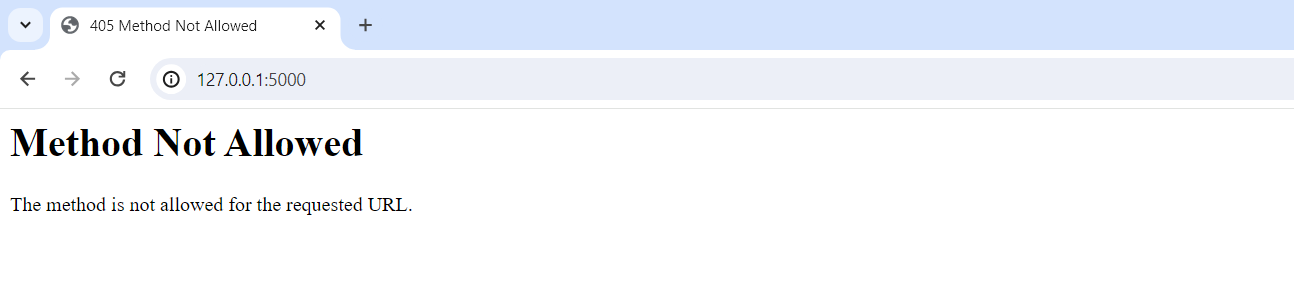 405 Method Not Allowed
127.0.0.1:5000
Method Not Allowed
The method is not allowed for the requested URL.